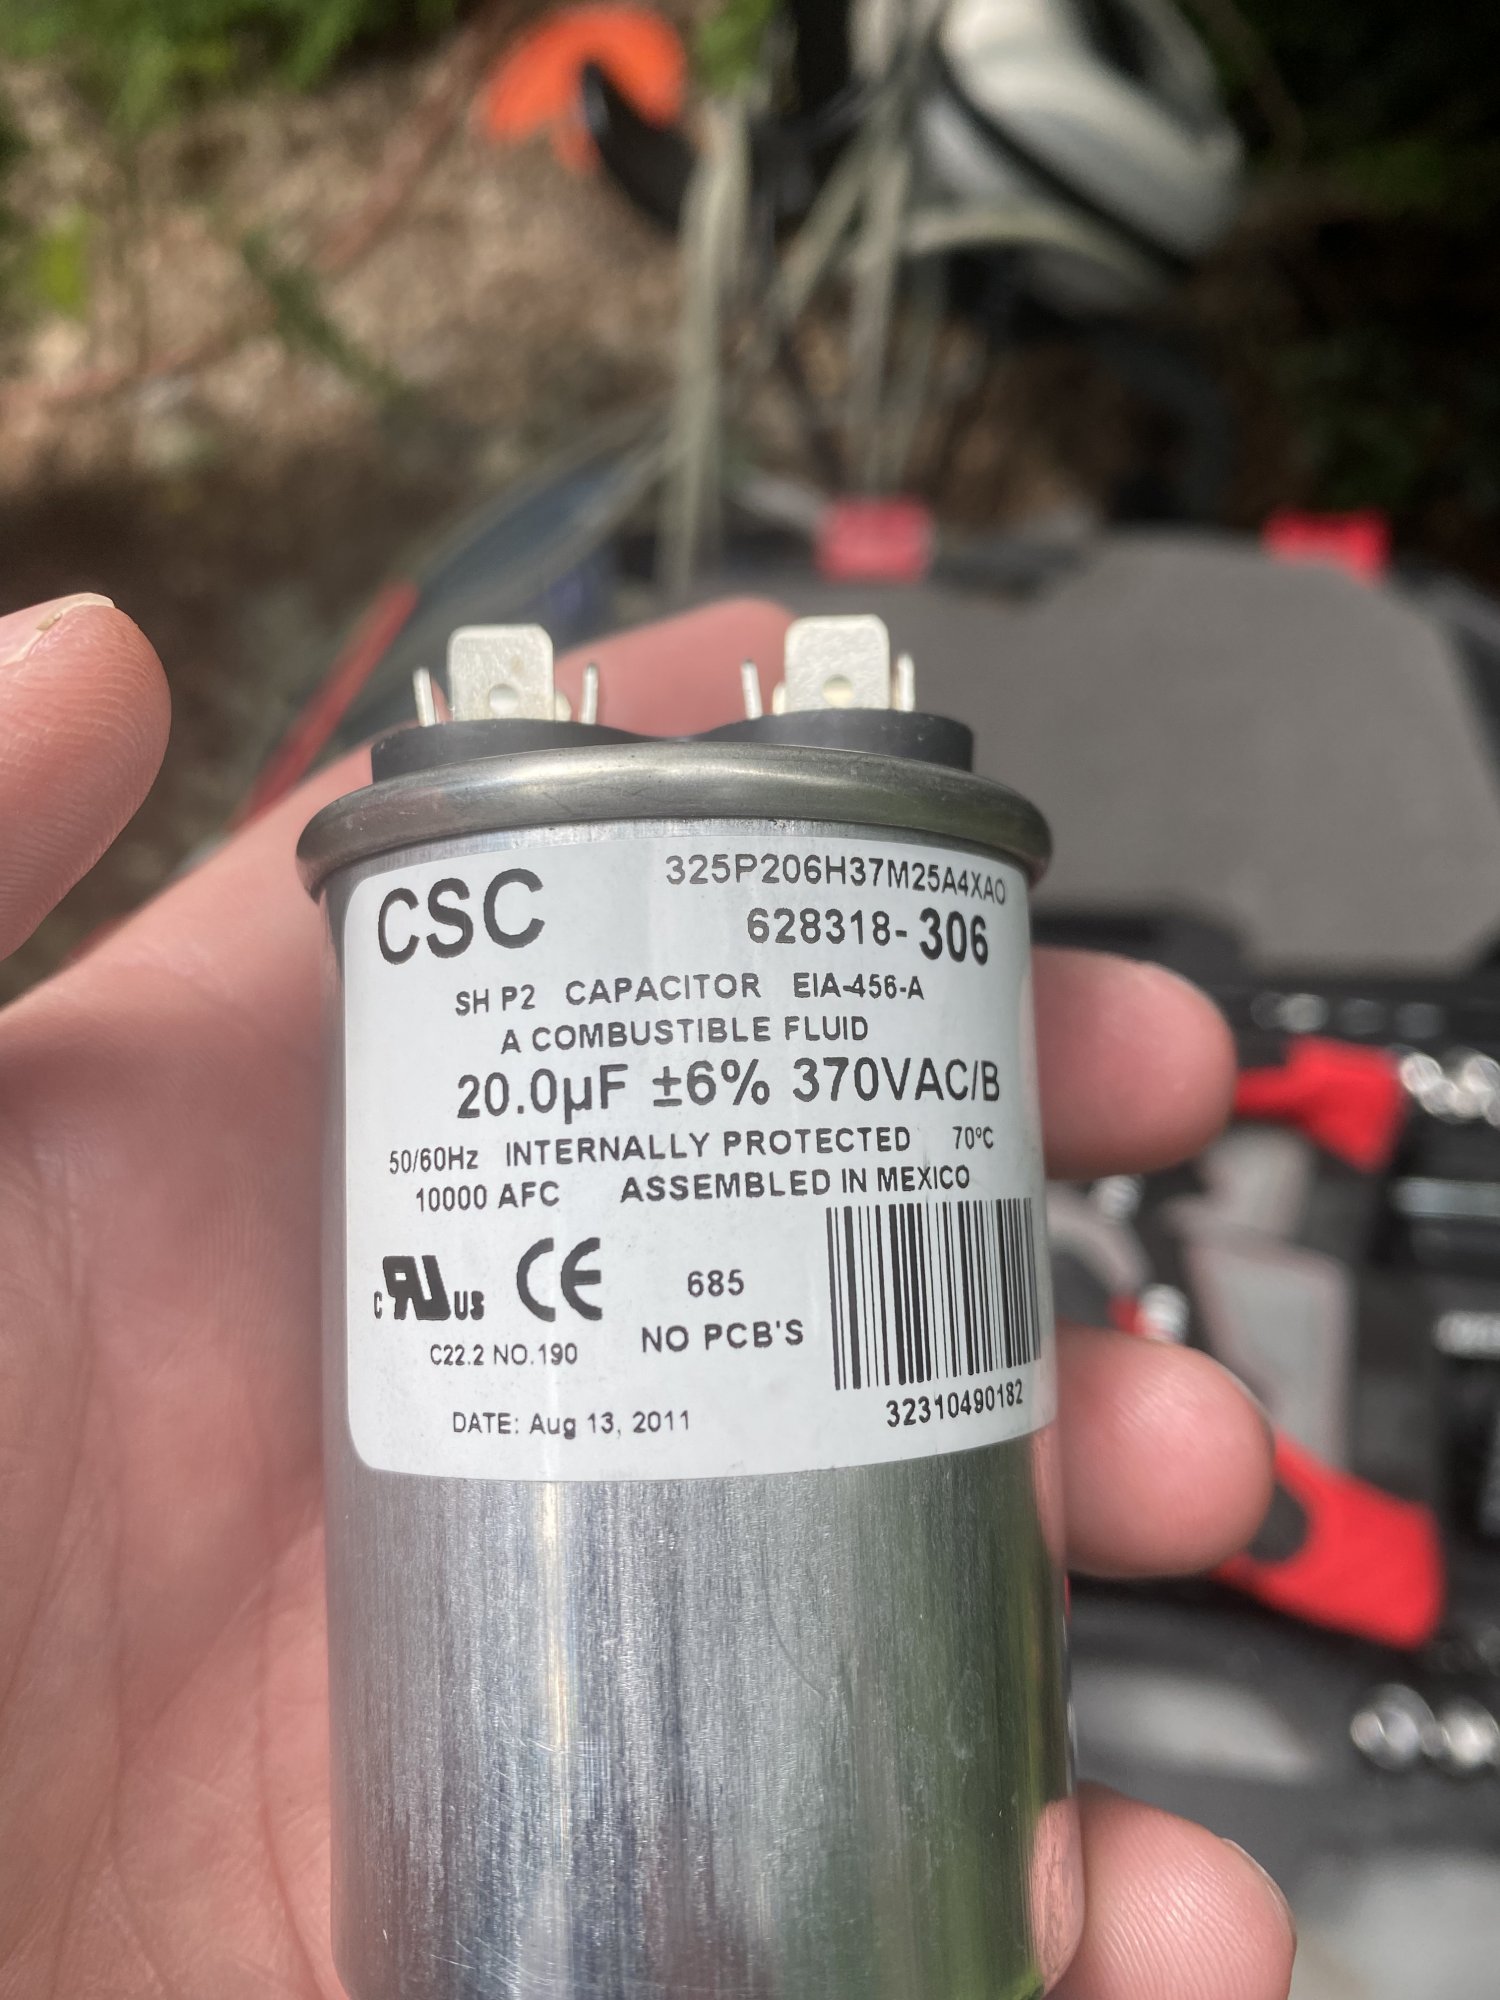 CSC
325P206H37M25A4XAO
628318-306
SH P2 CAPACITOR EIA-456-A
A COMBUSTIBLE FLUID
20.0µF ±6% 370VAC/B
50/60Hz INTERNALLY PROTECTED 70°C
10000 AFC ASSEMBLED IN MEXICO
c RU US CE
685
NO PCB'S
C22.2 NO.190
32310490182
DATE: Aug 13, 2011